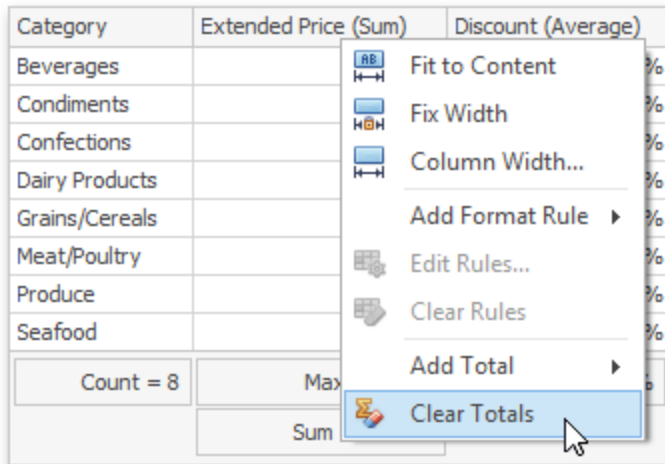 Category Extended Price (Sum) Discount (Average)
Beverages %
Condiments %
Confections %
Dairy Products %
Grains/Cereals %
Meat/Poultry %
Produce %
Seafood %
Count = 8 Max %
Sum
AB
Fit to Content
Fix Width
Column Width...
Add Format Rule
Edit Rules...
Clear Rules
Add Total
Clear Totals